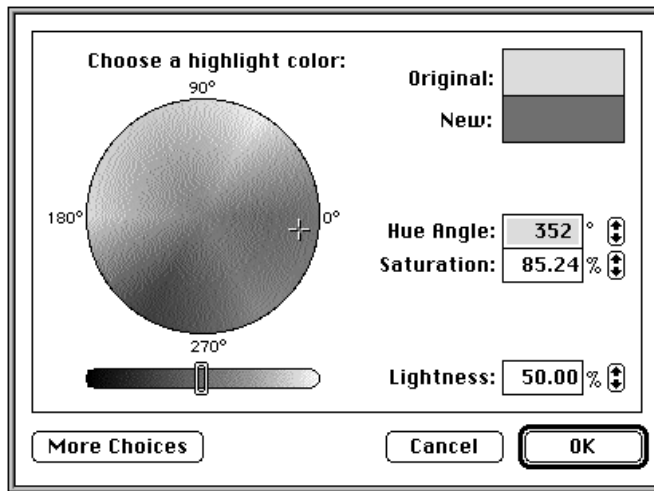 Choose a highlight color:
90°
180°
0°
270°
Original:
New:
Hue Angle: 352 °
Saturation: 85.24 %
Lightness: 50.00 %
More Choices
Cancel
OK